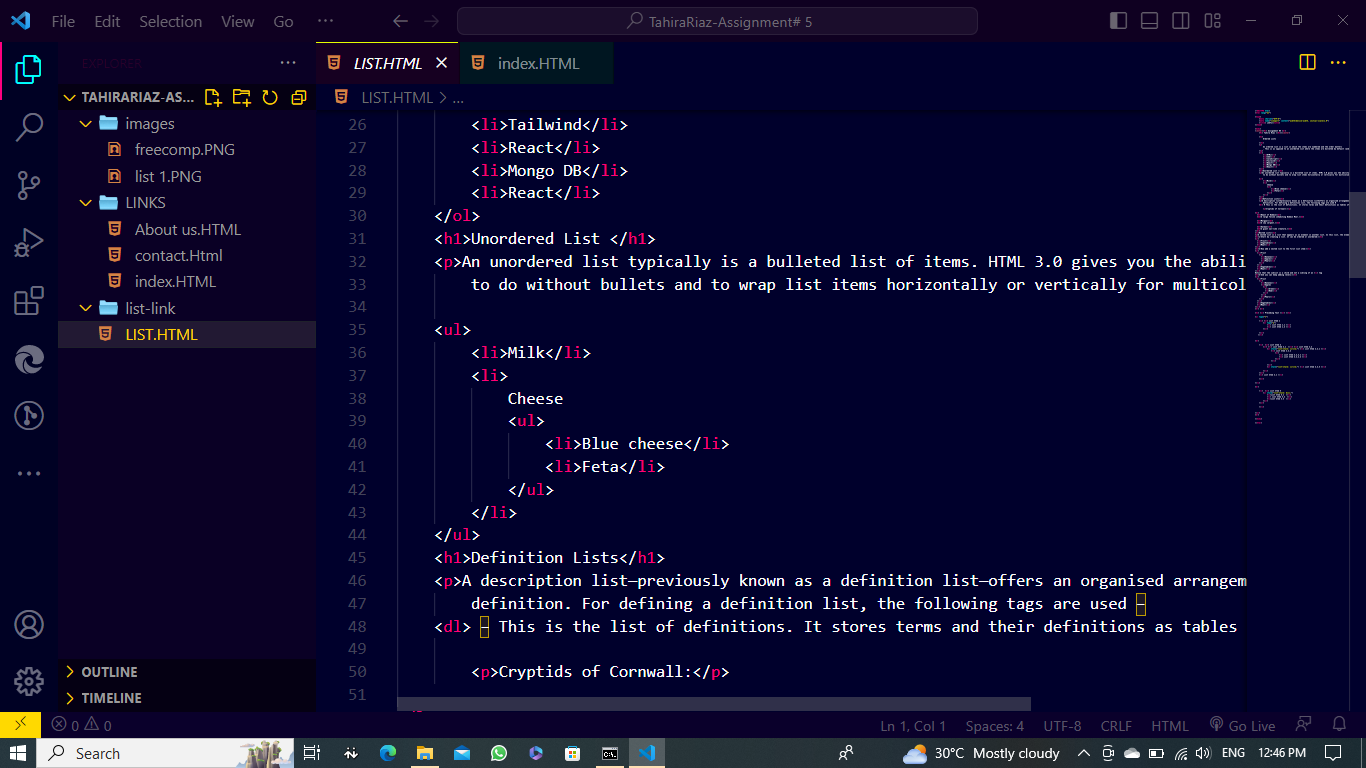 File Edit Selection View Go ··· TahiraRiaz-Assignment# 5
EXPLORER ···
LIST.HTML index.HTML
TAHIRARIAZ-AS...
LIST.HTML > ...
images
freecomp.PNG
list 1.PNG
LINKS
About us.HTML
contact.Html
index.HTML
list-link
LIST.HTML
26 <li>Tailwind</li>
27 <li>React</li>
28 <li>Mongo DB</li>
29 <li>React</li>
30 </ol>
31 <h1>Unordered List </h1>
32 <p>An unordered list typically is a bulleted list of items. HTML 3.0 gives you the abili
33 to do without bullets and to wrap list items horizontally or vertically for multicol
34
35 <ul>
36 <li>Milk</li>
37 <li>
38 Cheese
39 <ul>
40 <li>Blue cheese</li>
41 <li>Feta</li>
42 </ul>
43 </li>
44 </ul>
45 <h1>Definition Lists</h1>
46 <p>A description list—previously known as a definition list—offers an organised arrangem
47 definition. For defining a definition list, the following tags are used –
48 <dl> – This is the list of definitions. It stores terms and their definitions as tables
49
50 <p>Cryptids of Cornwall:</p>
51
OUTLINE
TIMELINE
0 0 Ln 1, Col 1 Spaces: 4 UTF-8 CRLF HTML Go Live
Search 30°C Mostly cloudy ENG 12:46 PM